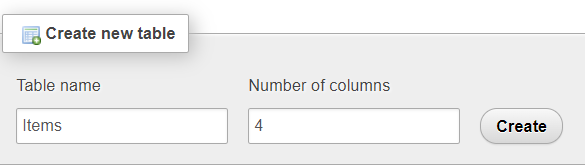 Create new table
Table name
Number of columns
Items
4
Create